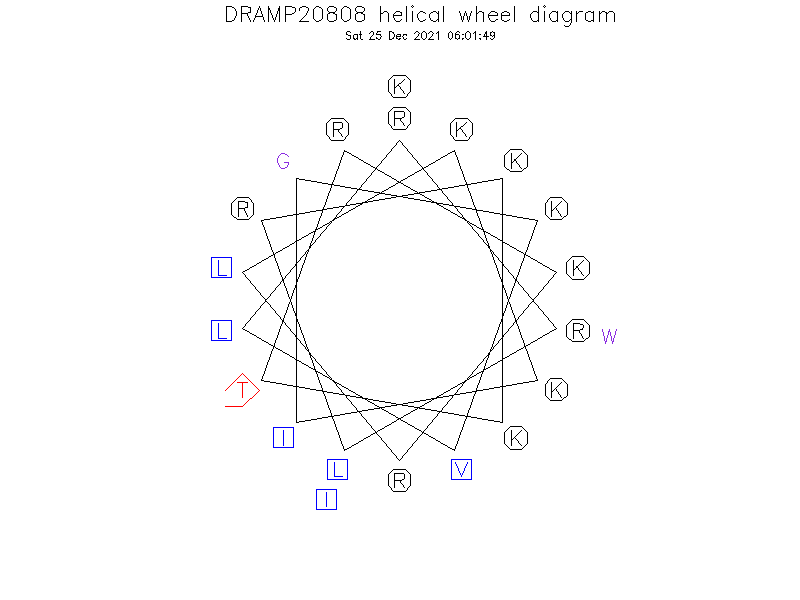 DRAMP20808 helical wheel diagram
Sat 25 Dec 2021 06:01:49
K
R R K
G K
R K
L K
L R W
T K
I K
L R V
I